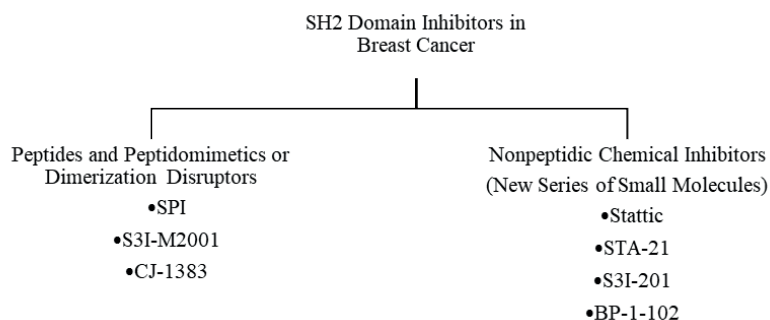 SH2 Domain Inhibitors in
Breast Cancer
Peptides and Peptidomimetics or
Dimerization Disruptors
•SPI
•S3I-M2001
•CJ-1383
Nonpeptidic Chemical Inhibitors
(New Series of Small Molecules)
•Stattic
•STA-21
•S3I-201
•BP-1-102